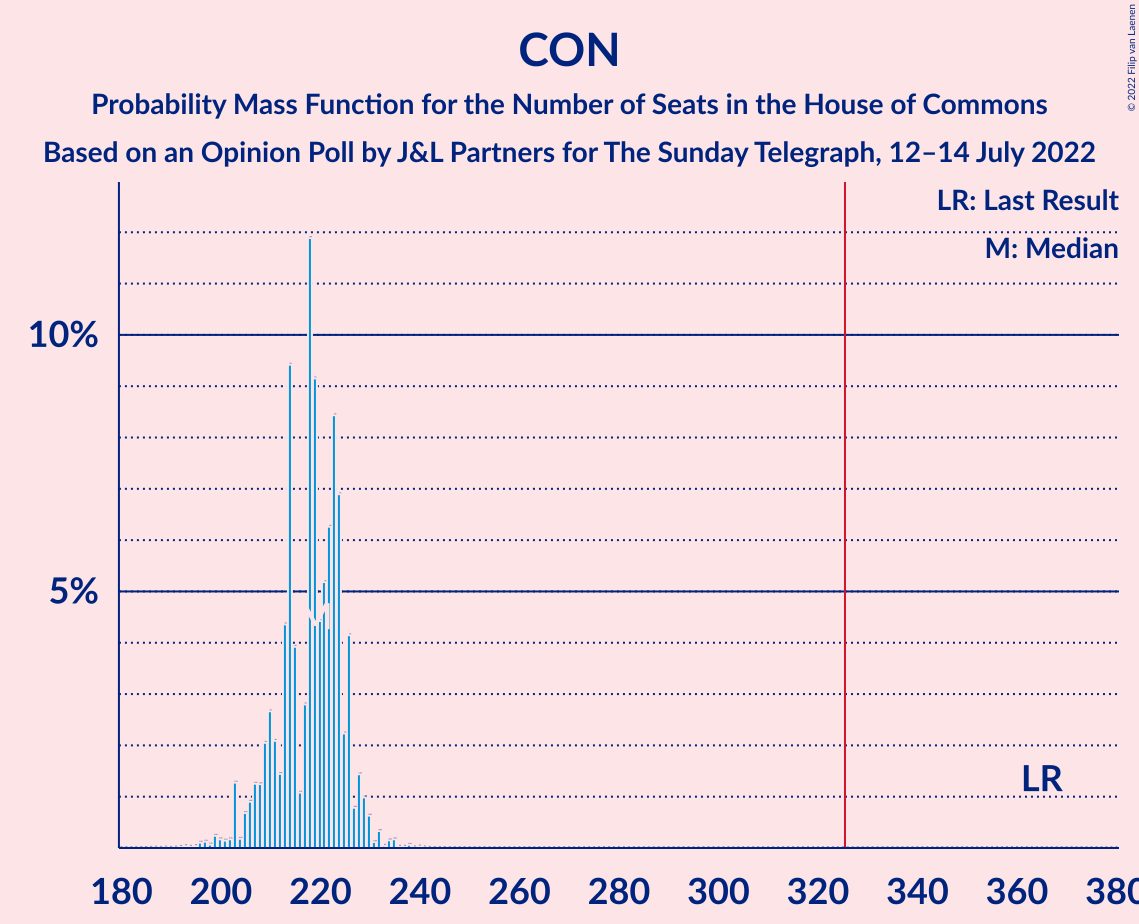 CON
Probability Mass Function for the Number of Seats in the House of Commons
Based on an Opinion Poll by J&L Partners for The Sunday Telegraph, 12–14 July 2022
© 2022 Filip van Laenen
LR: Last Result
M: Median
10%
5%
LR
180 200 220 240 260 280 300 320 340 360 380